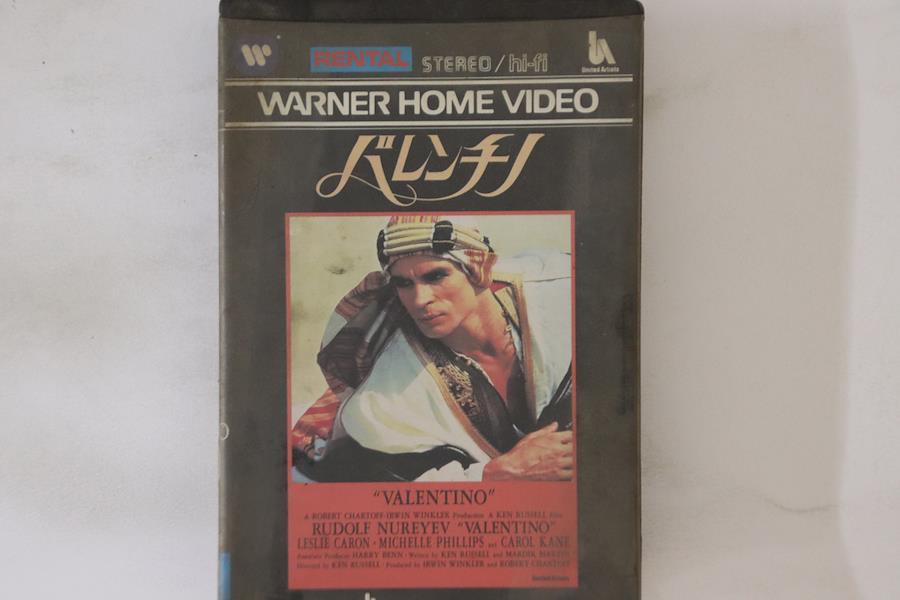 RENTAL STEREO/hi-fi
United Artists
WARNER HOME VIDEO
バレンチノ
"VALENTINO"
A ROBERT CHARTOFF-IRWIN WINKLER Production A KEN RUSSELL Film
RUDOLF NUREYEV "VALENTINO"
LESLIE CARON · MICHELLE PHILLIPS and CAROL KANE
Associate Producer HARRY BENN · Written by KEN RUSSELL and MARDIK MARTIN
Directed by KEN RUSSELL · Produced by IRWIN WINKLER and ROBERT CHARTOFF
United Artists